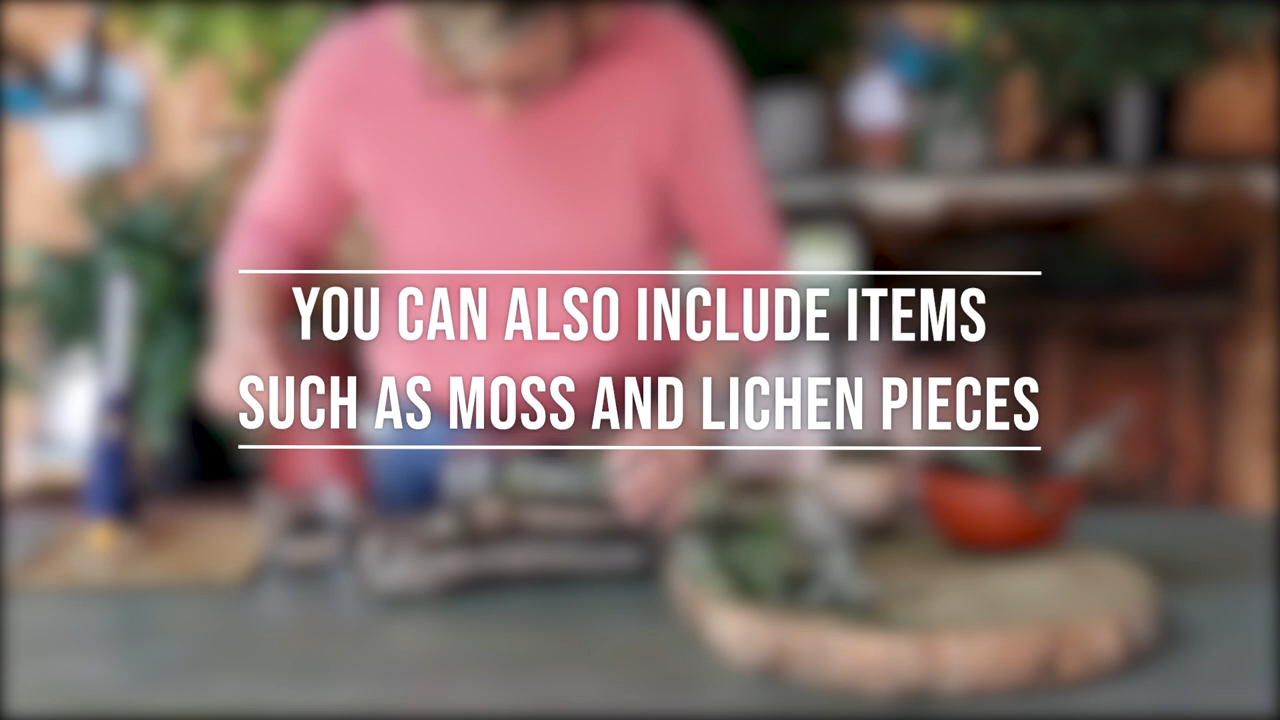 YOU CAN ALSO INCLUDE ITEMS
SUCH AS MOSS AND LICHEN PIECES